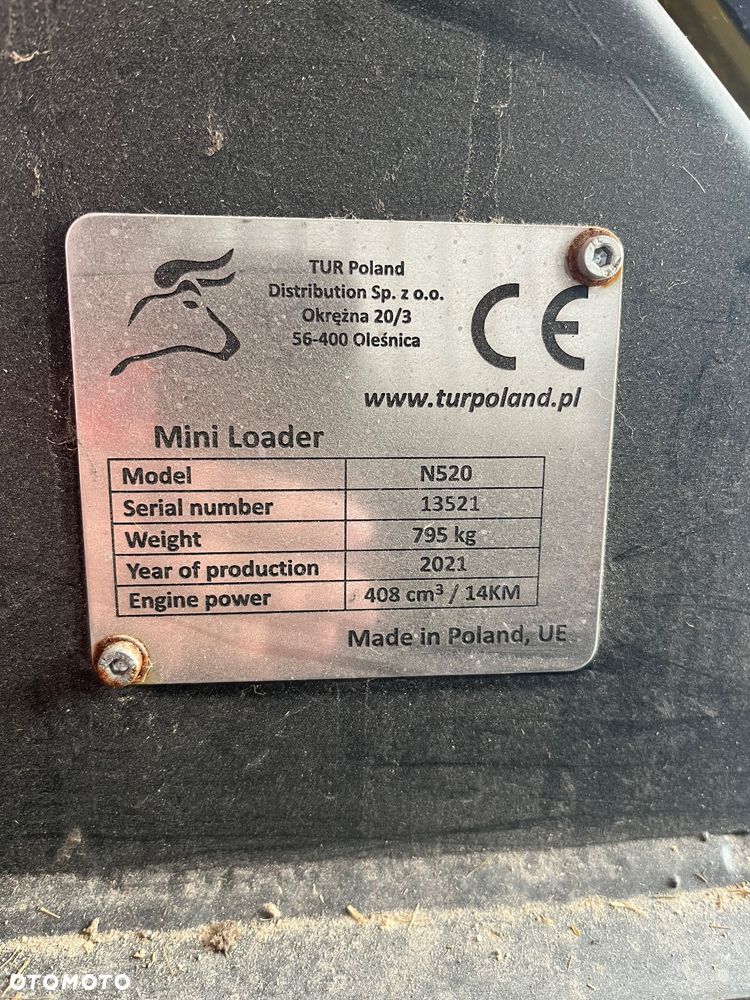 TUR Poland
Distribution Sp. z o.o.
Okrężna 20/3
56-400 Oleśnica
CE
www.turpoland.pl
Mini Loader
Model N520
Serial number 13521
Weight 795 kg
Year of production 2021
Engine power 408 cm³ / 14KM
Made in Poland, UE
OTOMOTO